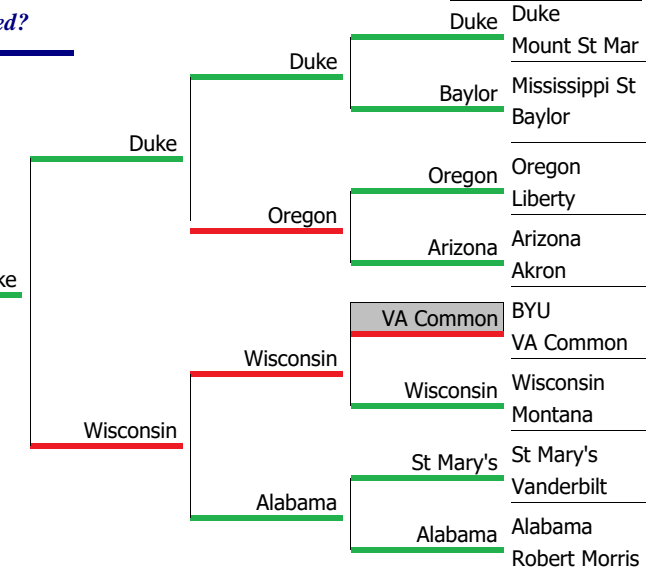 ed?
Duke
Duke
Mount St Mar
Duke
Baylor
Mississippi St
Baylor
Duke
Oregon
Oregon
Liberty
Oregon
Arizona
Arizona
Akron
ke
VA Common
BYU
VA Common
Wisconsin
Wisconsin
Wisconsin
Montana
Wisconsin
St Mary's
St Mary's
Vanderbilt
Alabama
Alabama
Alabama
Robert Morris